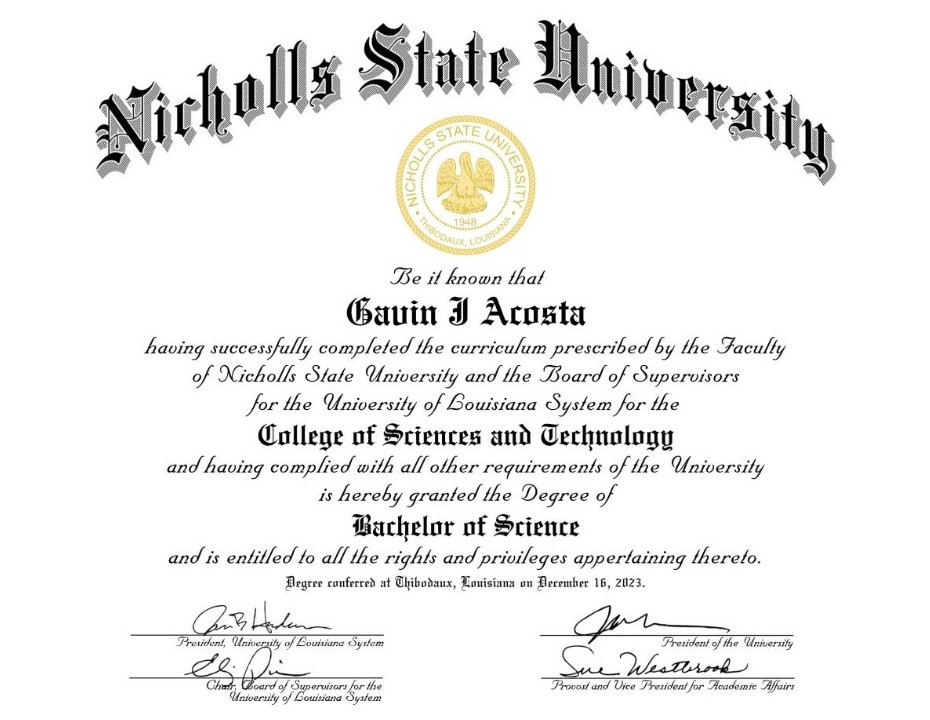 Nicholls State University
NICHOLLS STATE UNIVERSITY
1948
THIBODAUX, LOUISIANA
Be it known that
Gavin J Acosta
having successfully completed the curriculum prescribed by the Faculty
of Nicholls State University and the Board of Supervisors
for the University of Louisiana System for the
College of Sciences and Technology
and having complied with all other requirements of the University
is hereby granted the Degree of
Bachelor of Science
and is entitled to all the rights and privileges appertaining thereto.
Degree conferred at Thibodaux, Louisiana on December 16, 2023.
President, University of Louisiana System
President of the University
Sue Westbrook
Chair, Board of Supervisors for the
University of Louisiana System
Provost and Vice President for Academic Affairs